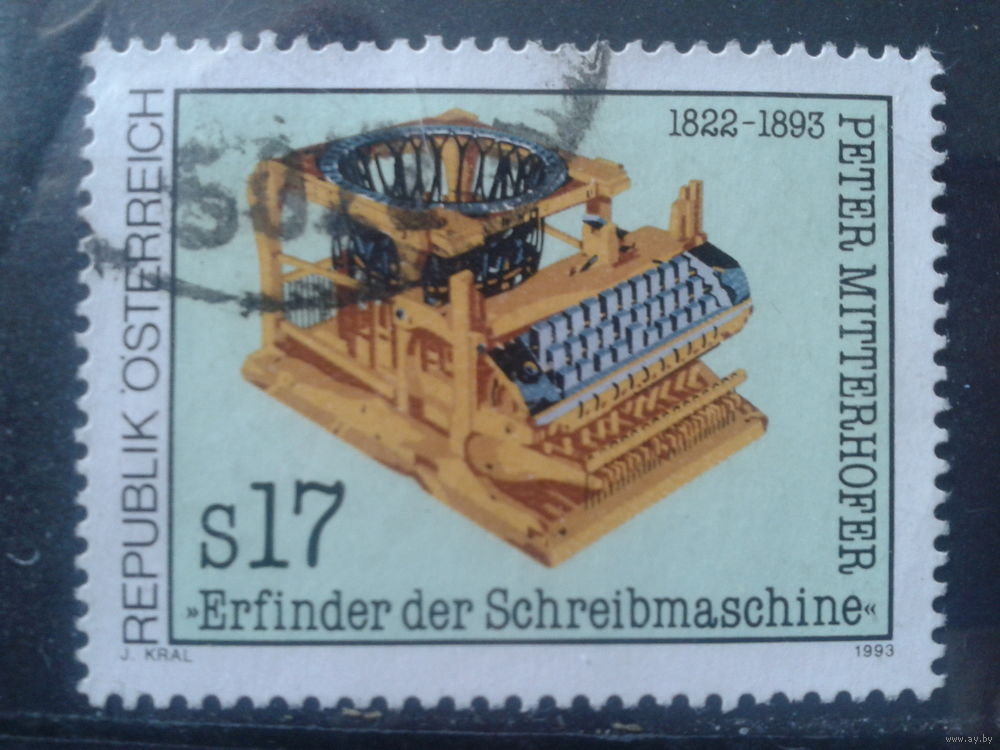 REPUBLIK ÖSTERREICH
1822-1893
PETER MITTERHOFER
s17
»Erfinder der Schreibmaschine«
J. KRAL
1993
www.ay.by